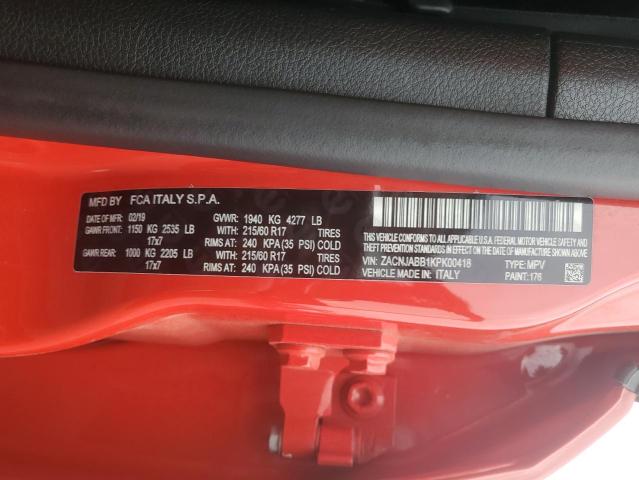 MFD BY FCA ITALY S.P.A.
DATE OF MFR: 02/19 GVWR: 1940 KG 4277 LB
GAWR FRONT: 1150 KG 2535 LB WITH 215/60 R17 TIRES
17x7 RIMS AT 240 KPA(35 PSI) COLD
GAWR REAR: 1000 KG 2205 LB WITH 215/60 R17 TIRES
17x7 RIMS AT 240 KPA(35 PSI) COLD
THIS VEHICLE CONFORMS TO ALL APPLICABLE U.S.A. FEDERAL MOTOR VEHICLE SAFETY, BUMPER AND THEFT
PREVENTION STANDARDS IN EFFECT ON THE DATE OF MANUFACTURE SHOWN ABOVE
VIN: ZACNJABB1KPK00418 TYPE: MPV
VEHICLE MADE IN: ITALY PAINT: 176